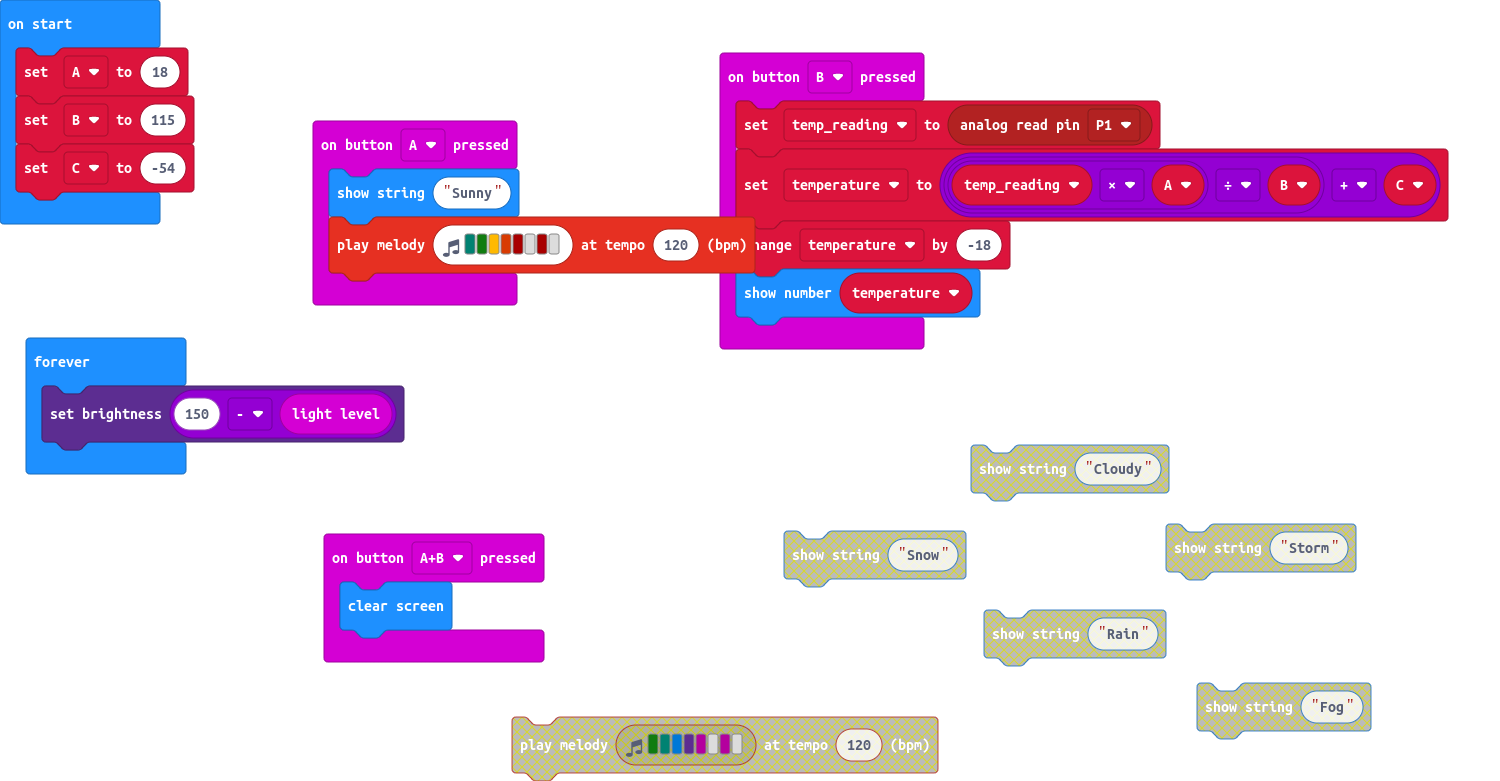 on start
set A to 18
set B to 115
set C to -54
on button A pressed
show string "Sunny"
play melody at tempo 120 (bpm)
on button B pressed
set temp_reading to analog read pin P1
set temperature to temp_reading × A ÷ B + C
hange temperature by -18
show number temperature
forever
set brightness 150 - light level
on button A+B pressed
clear screen
show string "Cloudy"
show string "Snow"
show string "Storm"
show string "Rain"
show string "Fog"
play melody at tempo 120 (bpm)